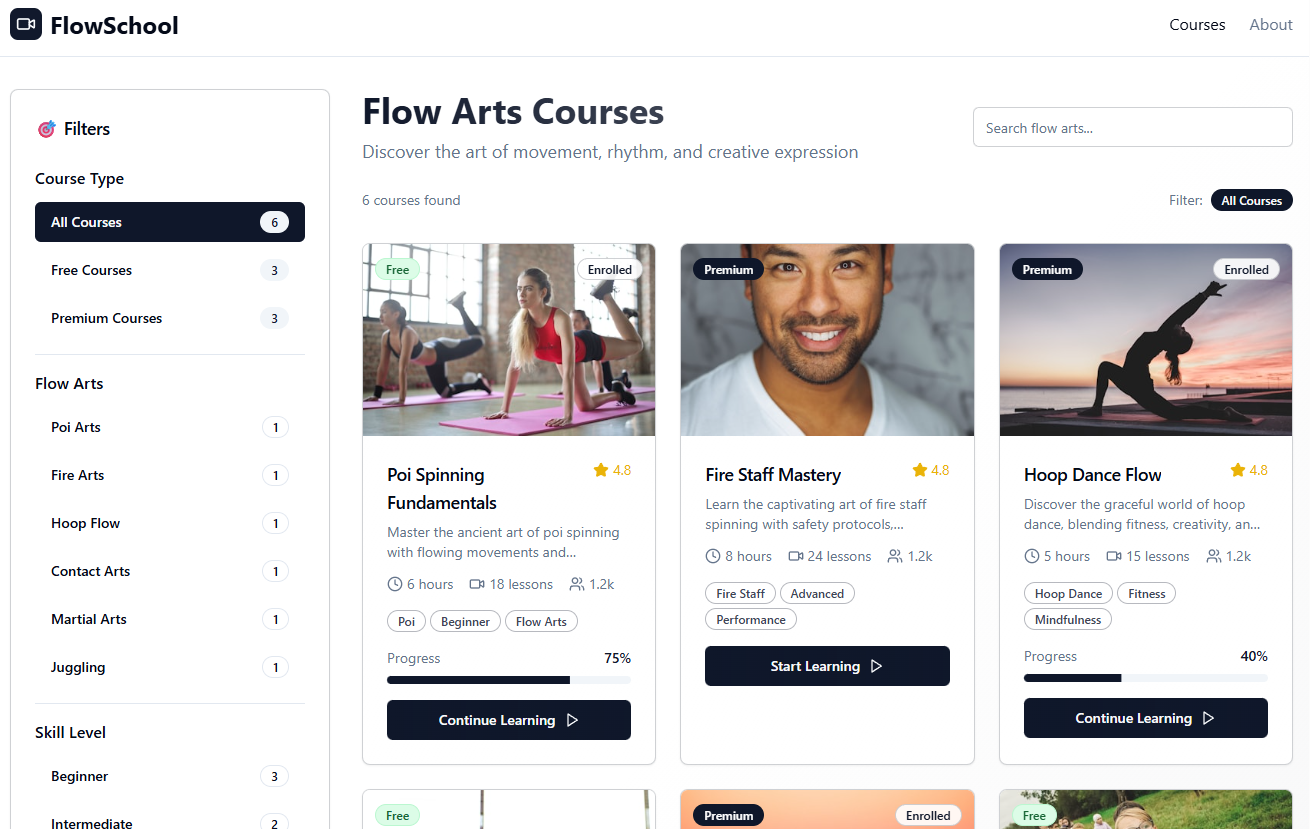 FlowSchool
Courses
About
Filters
Course Type
All Courses 6
Free Courses 3
Premium Courses 3
Flow Arts
Poi Arts 1
Fire Arts 1
Hoop Flow 1
Contact Arts 1
Martial Arts 1
Juggling 1
Skill Level
Beginner 3
Intermediate 2
Flow Arts Courses
Discover the art of movement, rhythm, and creative expression
Search flow arts...
6 courses found
Filter: All Courses
Free
Enrolled
Poi Spinning
Fundamentals
4.8
Master the ancient art of poi spinning
with flowing movements and...
6 hours 18 lessons 1.2k
Poi Beginner Flow Arts
Progress 75%
Continue Learning
Premium
Fire Staff Mastery 4.8
Learn the captivating art of fire staff
spinning with safety protocols,...
8 hours 24 lessons 1.2k
Fire Staff Advanced
Performance
Start Learning
Premium
Enrolled
Hoop Dance Flow 4.8
Discover the graceful world of hoop
dance, blending fitness, creativity, an...
5 hours 15 lessons 1.2k
Hoop Dance Fitness
Mindfulness
Progress 40%
Continue Learning
Free
Premium
Enrolled
Free